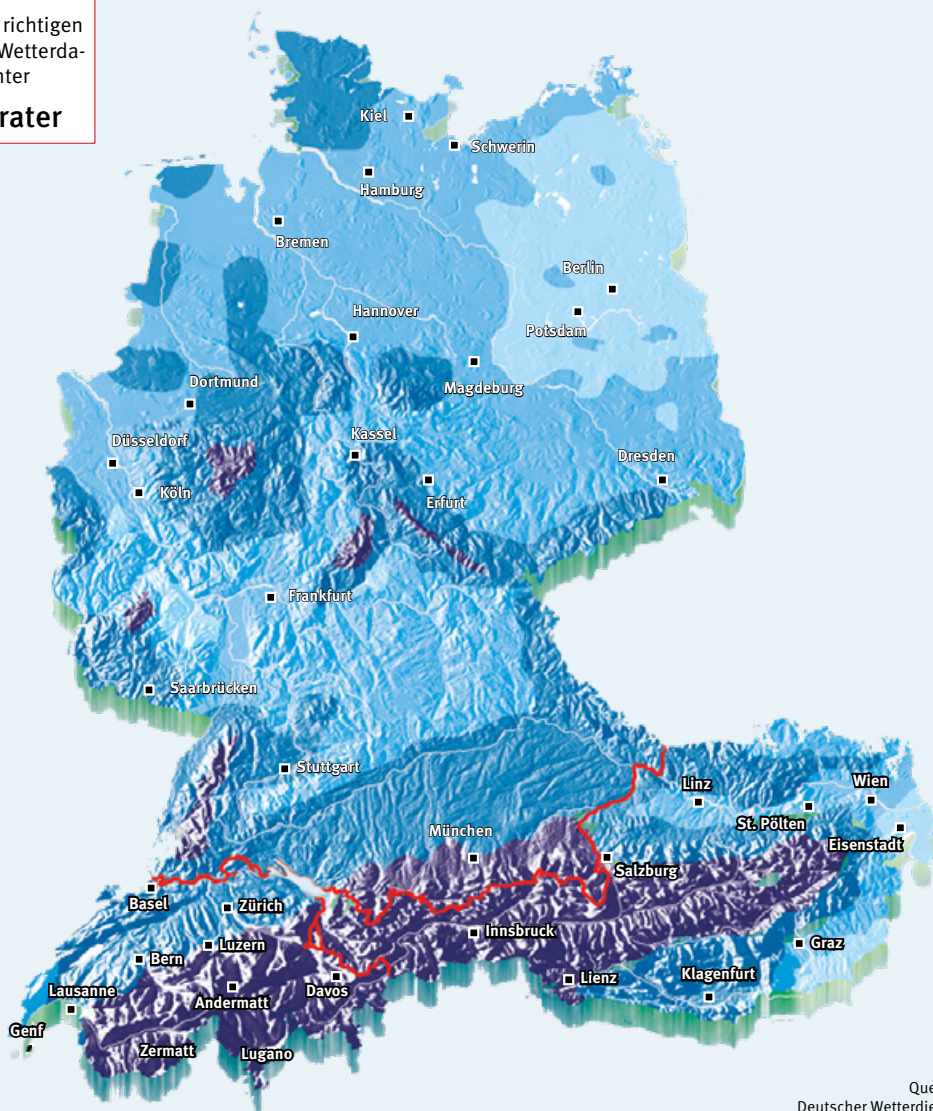 richtigen
Wetterda-
nter
rater
Kiel
Schwerin
Hamburg
Bremen
Berlin
Hannover
Potsdam
Dortmund
Magdeburg
Kassel
Düsseldorf
Dresden
Köln
Erfurt
Frankfurt
Saarbrücken
Stuttgart
Linz
Wien
St. Pölten
München
Eisenstadt
Salzburg
Basel
Zürich
Innsbruck
Luzern
Graz
Bern
Lienz
Klagenfurt
Lausanne
Andermatt
Davos
Genf
Zermatt
Lugano
Que
Deutscher Wetterdie